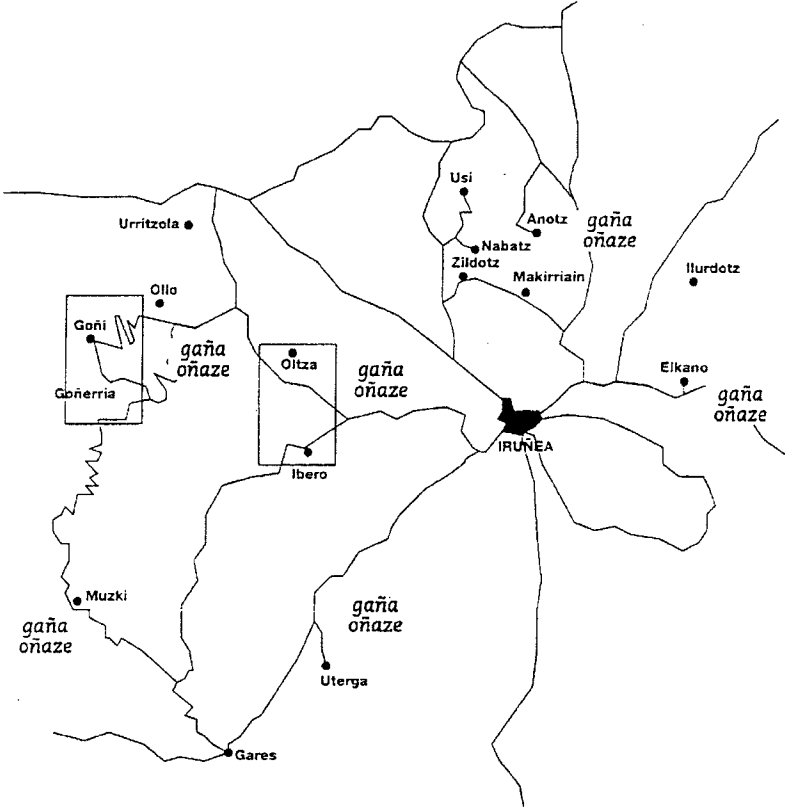 Usi
Urritzola
Anotz
gaña
oñaze
Nabatz
Zildotz
Makirriain
Ilurdotz
Ollo
Goñi
gaña
oñaze
Oltza
gaña
oñaze
Elkano
Goñerria
gaña
oñaze
IRUÑEA
Ibero
Muzki
gaña
oñaze
gaña
oñaze
Uterga
Gares